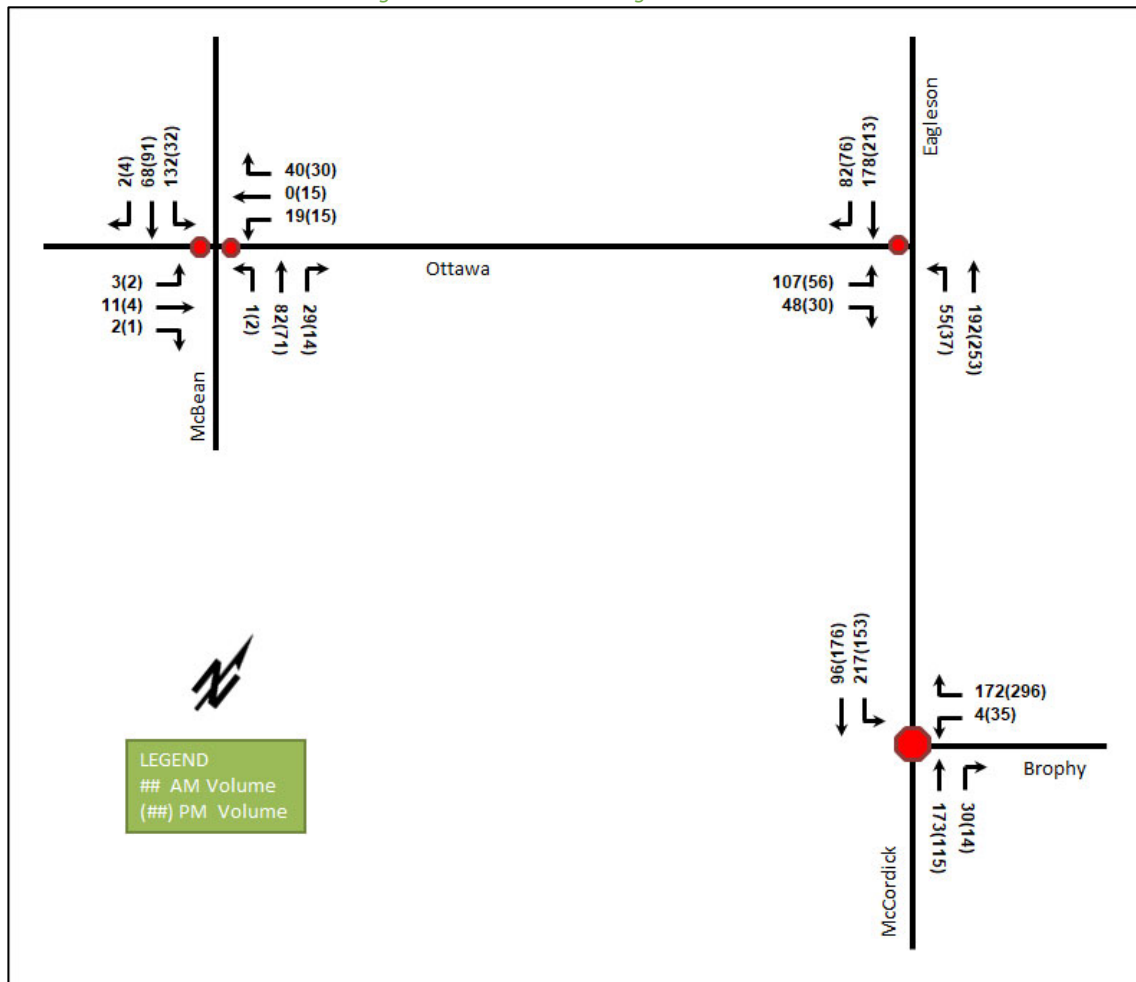 Eagleson
2(4)
68(91)
132(32)
40(30)
0(15)
19(15)
82(76)
178(213)
Ottawa
3(2)
11(4)
2(1)
1(2)
82(71)
29(14)
107(56)
48(30)
55(37)
192(253)
McBean
96(176)
217(153)
172(296)
4(35)
N
Brophy
LEGEND
## AM Volume
(##) PM Volume
173(115)
30(14)
McCordick